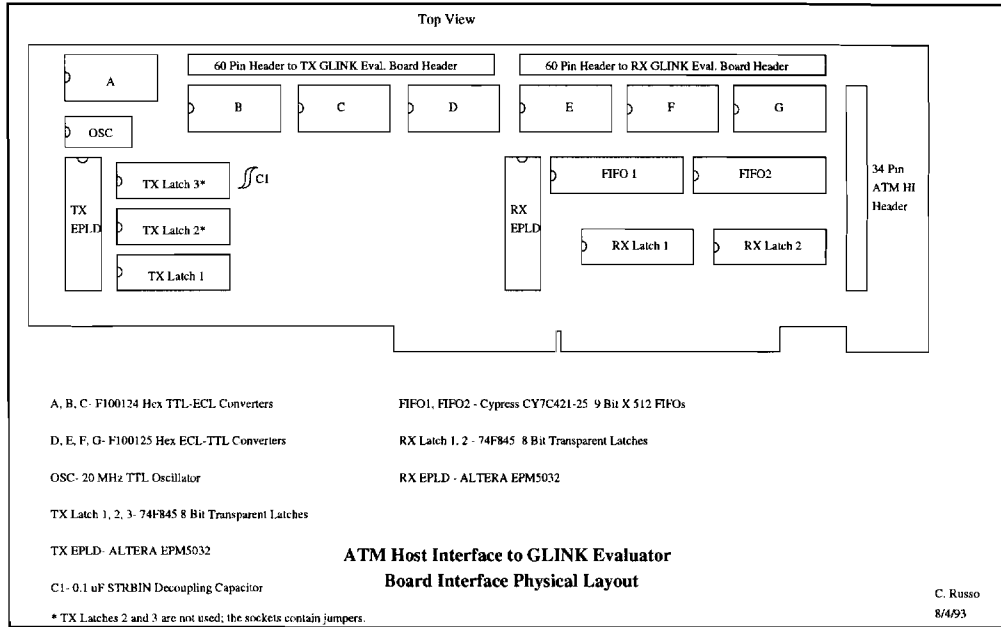 Top View
60 Pin Header to TX GLINK Eval. Board Header
60 Pin Header to RX GLINK Eval. Board Header
A
B
C
D
E
F
G
OSC
TX Latch 3*
C1
FIFO 1
FIFO2
34 Pin
ATM HI
Header
TX
EPLD
TX Latch 2*
RX
EPLD
RX Latch 1
RX Latch 2
TX Latch 1
A, B, C- F100124 Hex TTL-ECL Converters
D, E, F, G- F100125 Hex ECL-TTL Converters
OSC- 20 MHz TTL Oscillator
TX Latch 1, 2, 3- 74F845 8 Bit Transparent Latches
TX EPLD- ALTERA EPM5032
C1- 0.1 uF STRBIN Decoupling Capacitor
* TX Latches 2 and 3 are not used; the sockets contain jumpers.
FIFO1, FIFO2 - Cypress CY7C421-25 9 Bit X 512 FIFOs
RX Latch 1, 2 - 74F845 8 Bit Transparent Latches
RX EPLD - ALTERA EPM5032
ATM Host Interface to GLINK Evaluator
Board Interface Physical Layout
C. Russo
8/4/93